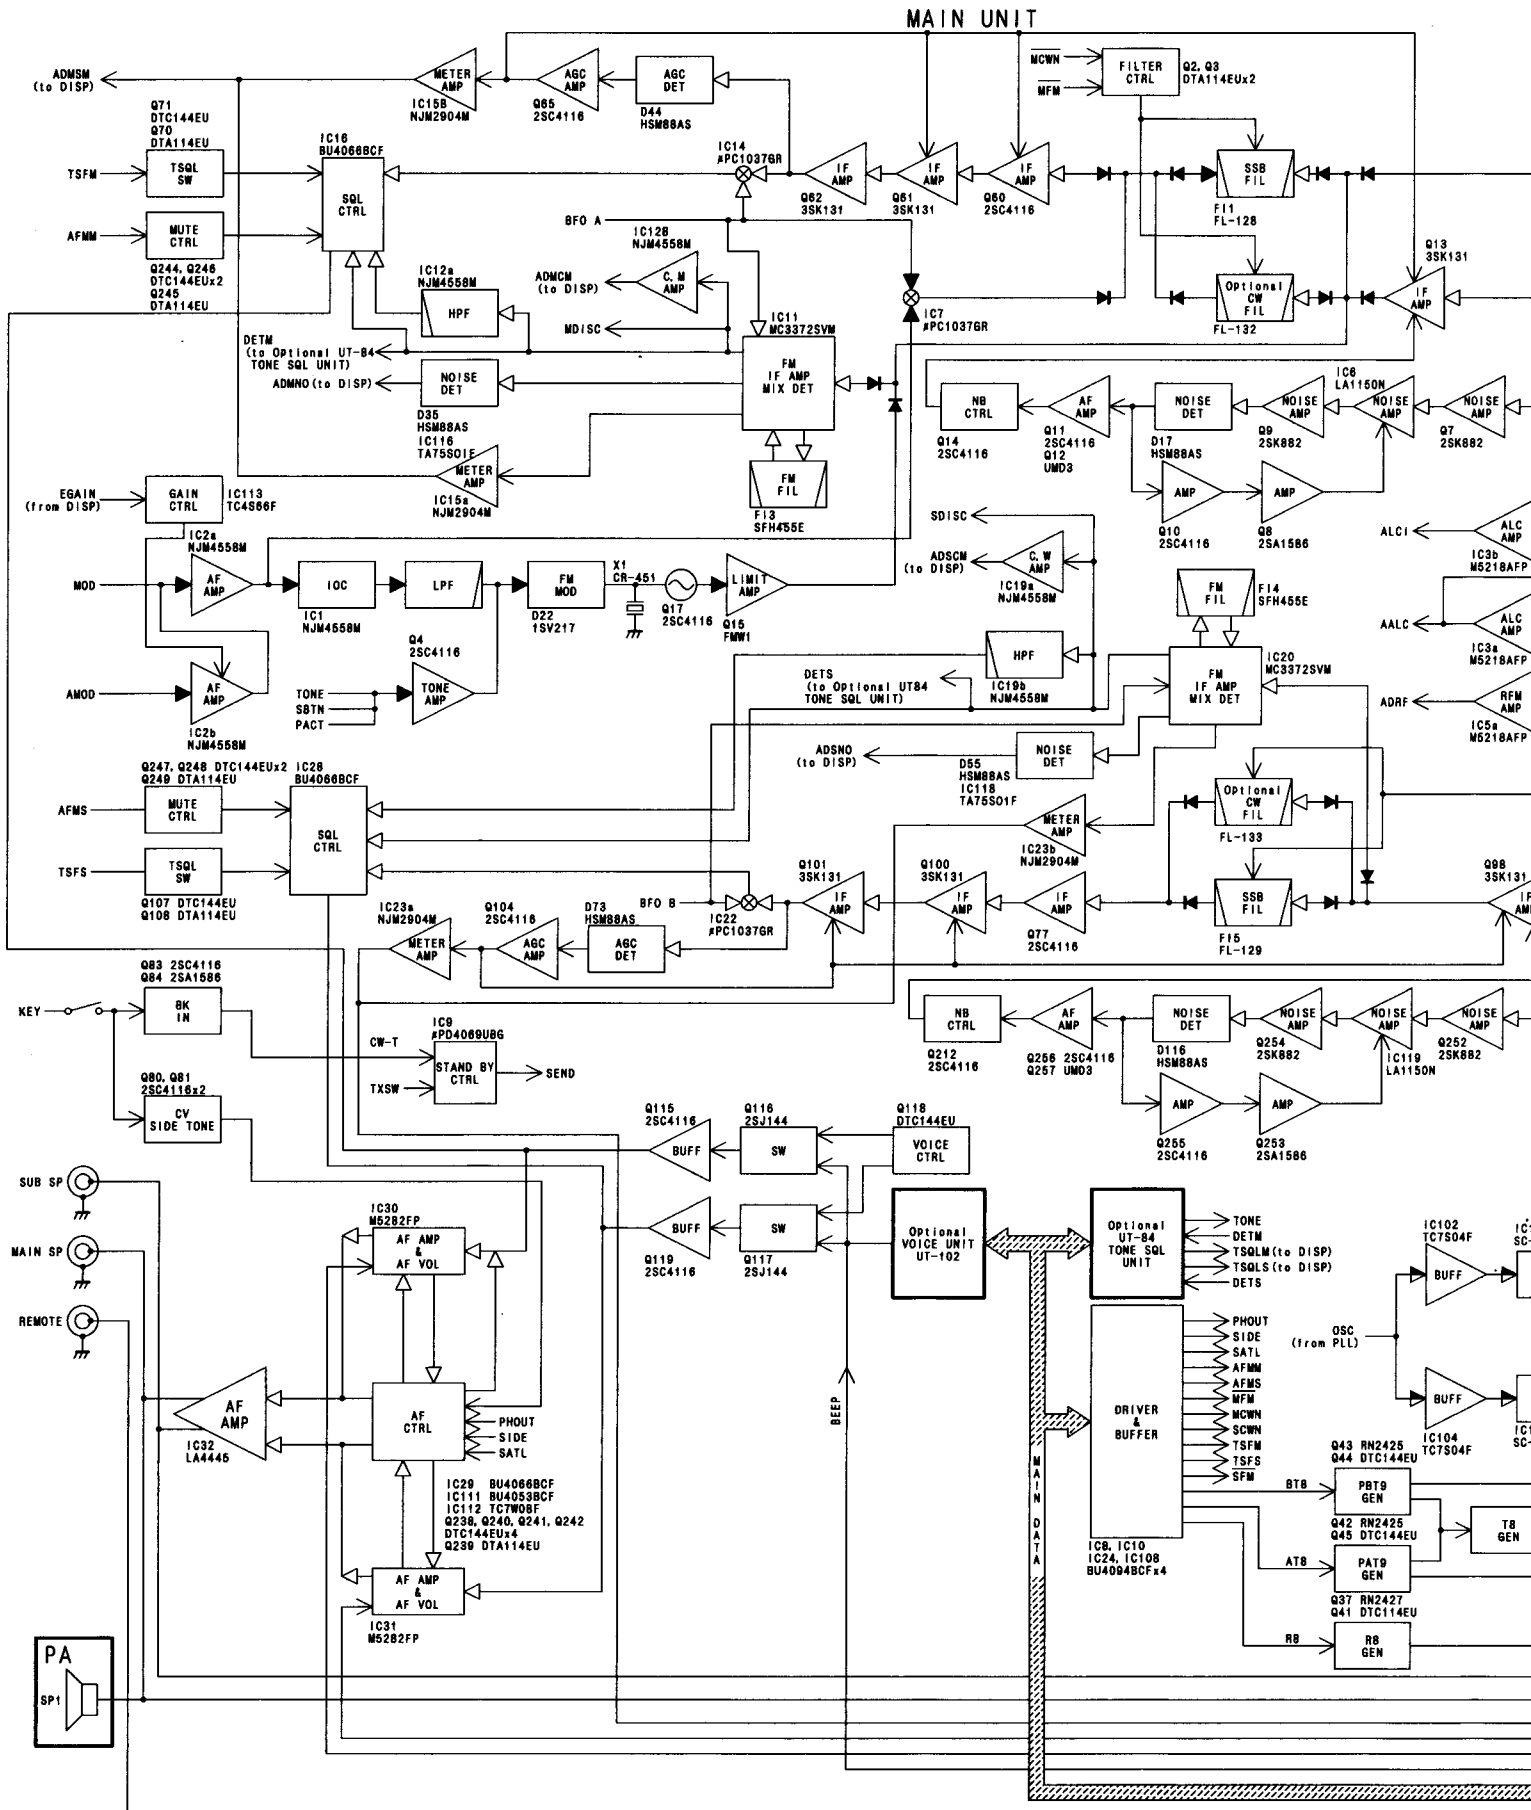 MAIN UNIT
ADMSM
(to DISP)
METER
AMP
IC15B
NJM2904M
AGC
AMP
Q65
2SC4116
AGC
DET
D44
HSM88AS
MCWN
MFM
FILTER
CTRL
Q2, Q3
DTA114EUx2
Q71
DTC144EU
Q70
DTA114EU
TSFM
TSQL
SW
IC16
BU4066BCF
SQL
CTRL
AFMM
MUTE
CTRL
Q244, Q246
DTC144EUx2
Q245
DTA114EU
IC14
μPC1037GR
IF
AMP
Q62
3SK131
IF
AMP
Q61
3SK131
IF
AMP
Q60
2SC4116
SSB
FIL
FI1
FL-128
BFO A
IC12B
NJM4558M
C, M
AMP
ADMCM
(to DISP)
IC12a
NJM4558M
HPF
MDISC
IC11
MC3372SVM
FM
IF AMP
MIX DET
IC7
μPC1037GR
Optional
CW
FIL
FL-132
Q13
3SK131
IF
AMP
DETM
(to Optional UT-84
TONE SQL UNIT)
ADMNO (to DISP)
NOISE
DET
D35
HSM88AS
IC116
TA75S01F
METER
AMP
IC15a
NJM2904M
FM
FIL
FI3
SFH455E
NB
CTRL
Q14
2SC4116
AF
AMP
Q11
2SC4116
Q12
UMD3
NOISE
DET
D17
HSM88AS
NOISE
AMP
Q9
2SK882
IC6
LA1150N
NOISE
AMP
NOISE
AMP
Q7
2SK882
AMP
Q10
2SC4116
AMP
Q8
2SA1586
EGAIN
(from DISP)
GAIN
CTRL
IC113
TC4S66F
IC2a
NJM4558M
MOD
AF
AMP
IOC
IC1
NJM4558M
LPF
FM
MOD
D22
1SV217
X1
CR-451
Q17
2SC4116
LIMIT
AMP
Q15
FMW1
Q4
2SC4116
AMOD
AF
AMP
IC2b
NJM4558M
TONE
SBTN
PACT
TONE
AMP
SDISC
ADSCM
(to DISP)
C, W
AMP
IC19a
NJM4558M
HPF
IC19b
NJM4558M
DETS
(to Optional UT84
TONE SQL UNIT)
FM
FIL
FI4
SFH455E
IC20
MC3372SVM
FM
IF AMP
MIX DET
ALCI
ALC
AMP
IC3b
M5218AFP
AALC
ALC
AMP
IC3a
M5218AFP
ADRF
RFM
AMP
IC5a
M5218AFP
ADSNO
(to DISP)
NOISE
DET
D55
HSM88AS
IC118
TA75S01F
Q247, Q248 DTC144EUx2
Q249 DTA114EU
IC28
BU4066BCF
AFMS
MUTE
CTRL
SQL
CTRL
TSFS
TSQL
SW
Q107 DTC144EU
Q108 DTA114EU
METER
AMP
IC23b
NJM2904M
Optional
CW
FIL
FL-133
BFO B
IC22
μPC1037GR
Q101
3SK131
IF
AMP
Q100
3SK131
IF
AMP
IF
AMP
Q77
2SC4116
SSB
FIL
FI5
FL-129
Q98
3SK131
IF
AMP
IC23a
NJM2904M
METER
AMP
Q104
2SC4116
AGC
AMP
D73
HSM88AS
AGC
DET
Q83 2SC4116
Q84 2SA1586
KEY
BK
IN
CW-T
TXSW
IC9
μPD4069UBG
STAND BY
CTRL
SEND
Q80, Q81
2SC4116x2
CV
SIDE TONE
NB
CTRL
Q212
2SC4116
AF
AMP
Q256 2SC4116
Q257 UMD3
NOISE
DET
D116
HSM88AS
NOISE
AMP
Q254
2SK882
NOISE
AMP
IC119
LA1150N
NOISE
AMP
Q252
2SK882
AMP
Q255
2SC4116
AMP
Q253
2SA1586
Q115
2SC4116
BUFF
Q116
2SJ144
SW
Q118
DTC144EU
VOICE
CTRL
BUFF
Q119
2SC4116
SW
Q117
2SJ144
Optional
VOICE UNIT
UT-102
Optional
UT-84
TONE SQL
UNIT
TONE
DETM
TSQLM (to DISP)
TSQLS (to DISP)
DETS
SUB SP
MAIN SP
REMOTE
IC30
M5282FP
AF AMP
&
AF VOL
AF
AMP
IC32
LA4445
AF
CTRL
PHOUT
SIDE
SATL
IC29 BU4066BCF
IC111 BU4053BCF
IC112 TC7W08F
Q238, Q240, Q241, Q242
DTC144EUx4
Q239 DTA114EU
AF AMP
&
AF VOL
IC31
M5282FP
BEEP
MAIN DATA
DRIVER
&
BUFFER
IC8, IC10
IC24, IC108
BU4094BCFx4
PHOUT
SIDE
SATL
AFMM
AFMS
MFM
MCWN
SCWN
TSFM
TSFS
SFM
OSC
(from PLL)
IC102
TC7S04F
BUFF
BUFF
IC104
TC7S04F
Q43 RN2425
Q44 DTC144EU
BT8
PBT9
GEN
Q42 RN2425
Q45 DTC144EU
AT8
PAT9
GEN
T8
GEN
Q37 RN2427
Q41 DTC114EU
R8
R8
GEN
PA
SP1